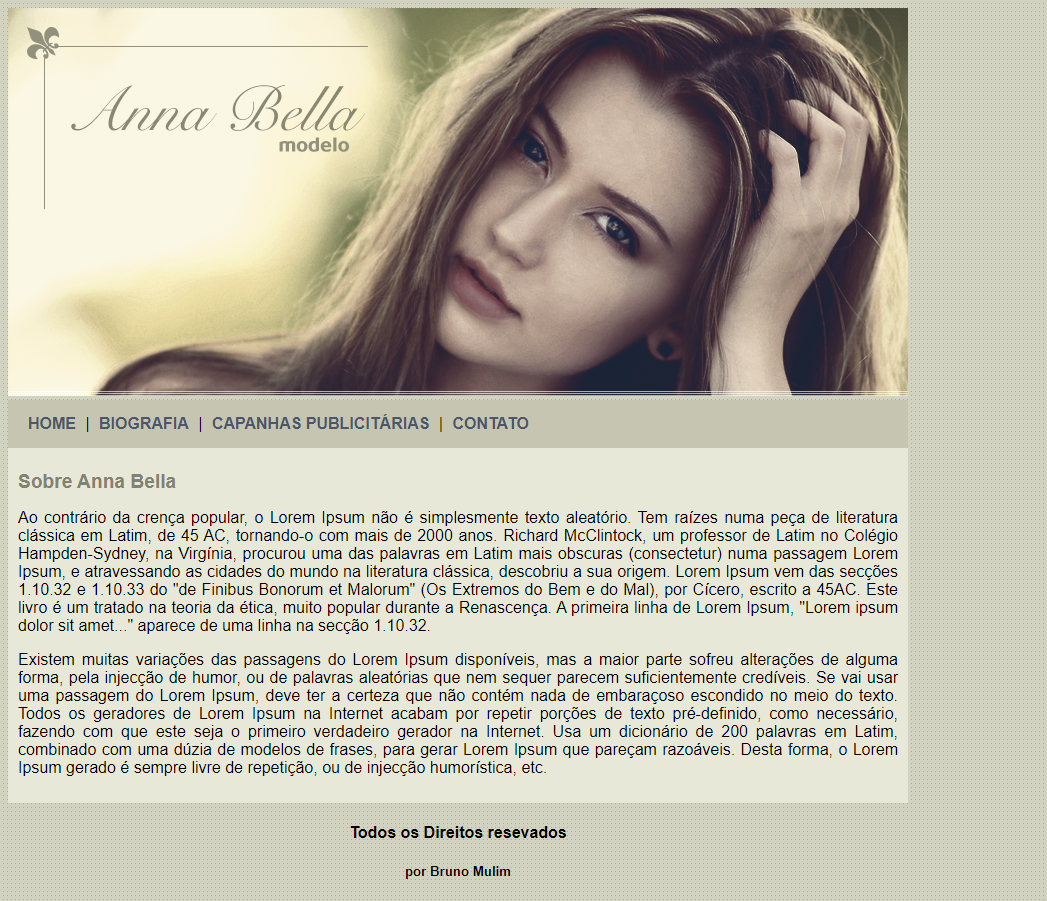 Anna Bella
modelo
HOME | BIOGRAFIA | CAPANHAS PUBLICITÁRIAS | CONTATO
Sobre Anna Bella
Ao contrário da crença popular, o Lorem Ipsum não é simplesmente texto aleatório. Tem raízes numa peça de literatura
clássica em Latim, de 45 AC, tornando-o com mais de 2000 anos. Richard McClintock, um professor de Latim no Colégio
Hampden-Sydney, na Virgínia, procurou uma das palavras em Latim mais obscuras (consectetur) numa passagem Lorem
Ipsum, e atravessando as cidades do mundo na literatura clássica, descobriu a sua origem. Lorem Ipsum vem das secções
1.10.32 e 1.10.33 do "de Finibus Bonorum et Malorum" (Os Extremos do Bem e do Mal), por Cícero, escrito a 45AC. Este
livro é um tratado na teoria da ética, muito popular durante a Renascença. A primeira linha de Lorem Ipsum, "Lorem ipsum
dolor sit amet..." aparece de uma linha na secção 1.10.32.
Existem muitas variações das passagens do Lorem Ipsum disponíveis, mas a maior parte sofreu alterações de alguma
forma, pela injecção de humor, ou de palavras aleatórias que nem sequer parecem suficientemente credíveis. Se vai usar
uma passagem do Lorem Ipsum, deve ter a certeza que não contém nada de embaraçoso escondido no meio do texto.
Todos os geradores de Lorem Ipsum na Internet acabam por repetir porções de texto pré-definido, como necessário,
fazendo com que este seja o primeiro verdadeiro gerador na Internet. Usa um dicionário de 200 palavras em Latim,
combinado com uma dúzia de modelos de frases, para gerar Lorem Ipsum que pareçam razoáveis. Desta forma, o Lorem
Ipsum gerado é sempre livre de repetição, ou de injecção humorística, etc.
Todos os Direitos resevados
por Bruno Mulim